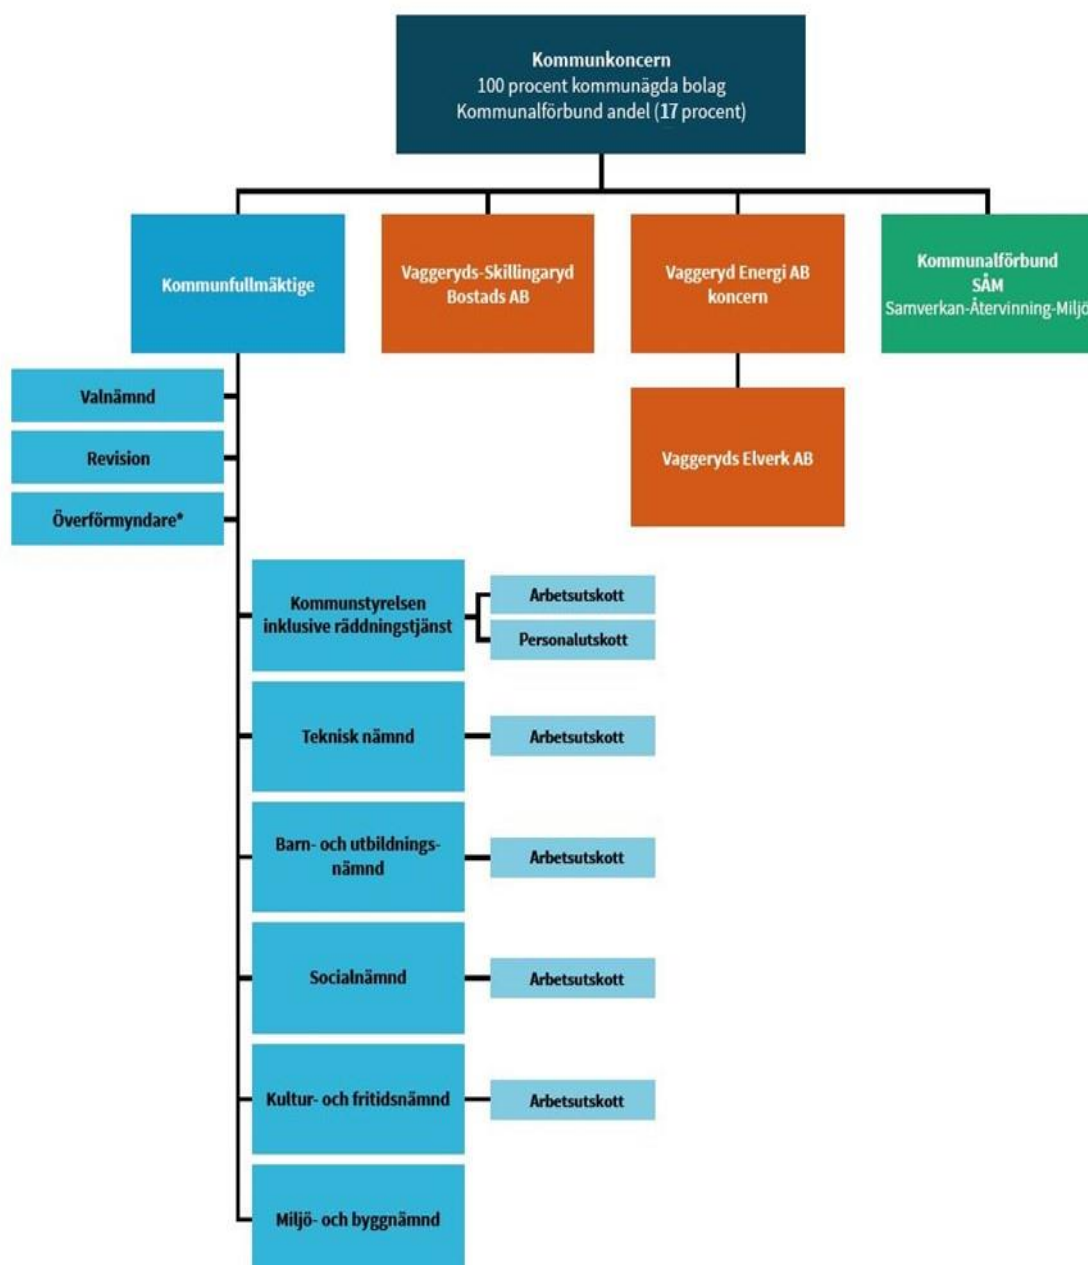 Kommunkoncern
100 procent kommunägda bolag
Kommunalförbund andel (17 procent)
Kommunfullmäktige
Vaggeryds-Skillingaryd
Bostads AB
Vaggeryd Energi AB
koncern
Kommunalförbund
SÅM
Samverkan-Återvinning-Miljö
Valnämnd
Revision
Överförmyndare*
Vaggeryds Elverk AB
Kommunstyrelsen
inklusive räddningstjänst
Arbetsutskott
Personalutskott
Teknisk nämnd
Arbetsutskott
Barn- och utbildnings-
nämnd
Arbetsutskott
Socialnämnd
Arbetsutskott
Kultur- och fritidsnämnd
Arbetsutskott
Miljö- och byggnämnd